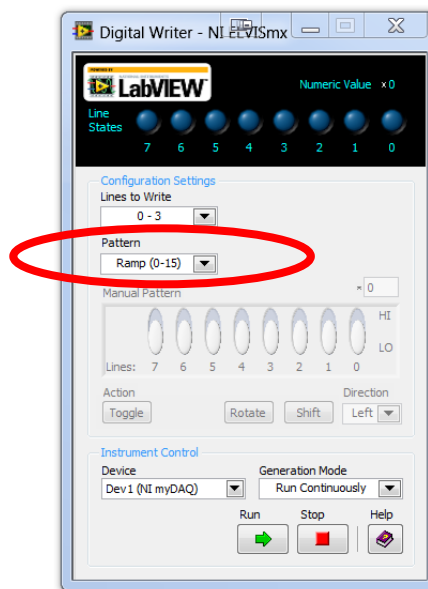 Digital Writer - NI ELVISmx
LabVIEW
Numeric Value x 0
Line
States
7 6 5 4 3 2 1 0
Configuration Settings
Lines to Write
0 - 3
Pattern
Ramp (0-15)
Manual Pattern
x 0
HI
LO
Lines: 7 6 5 4 3 2 1 0
Action
Direction
Toggle Rotate Shift Left
Instrument Control
Device Generation Mode
Dev1 (NI myDAQ) Run Continuously
Run Stop Help